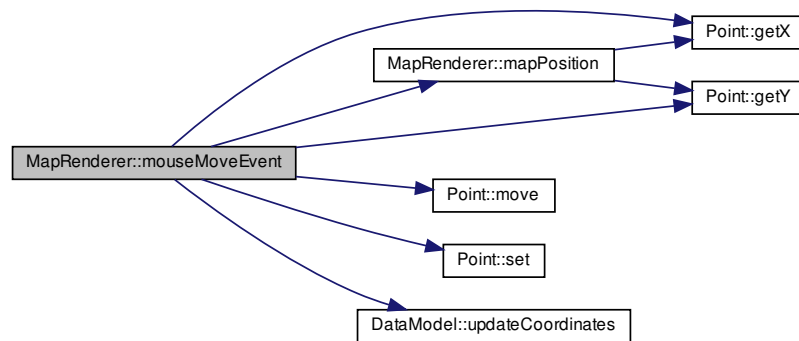 Point::getX
MapRenderer::mapPosition
Point::getY
MapRenderer::mouseMoveEvent
Point::move
Point::set
DataModel::updateCoordinates